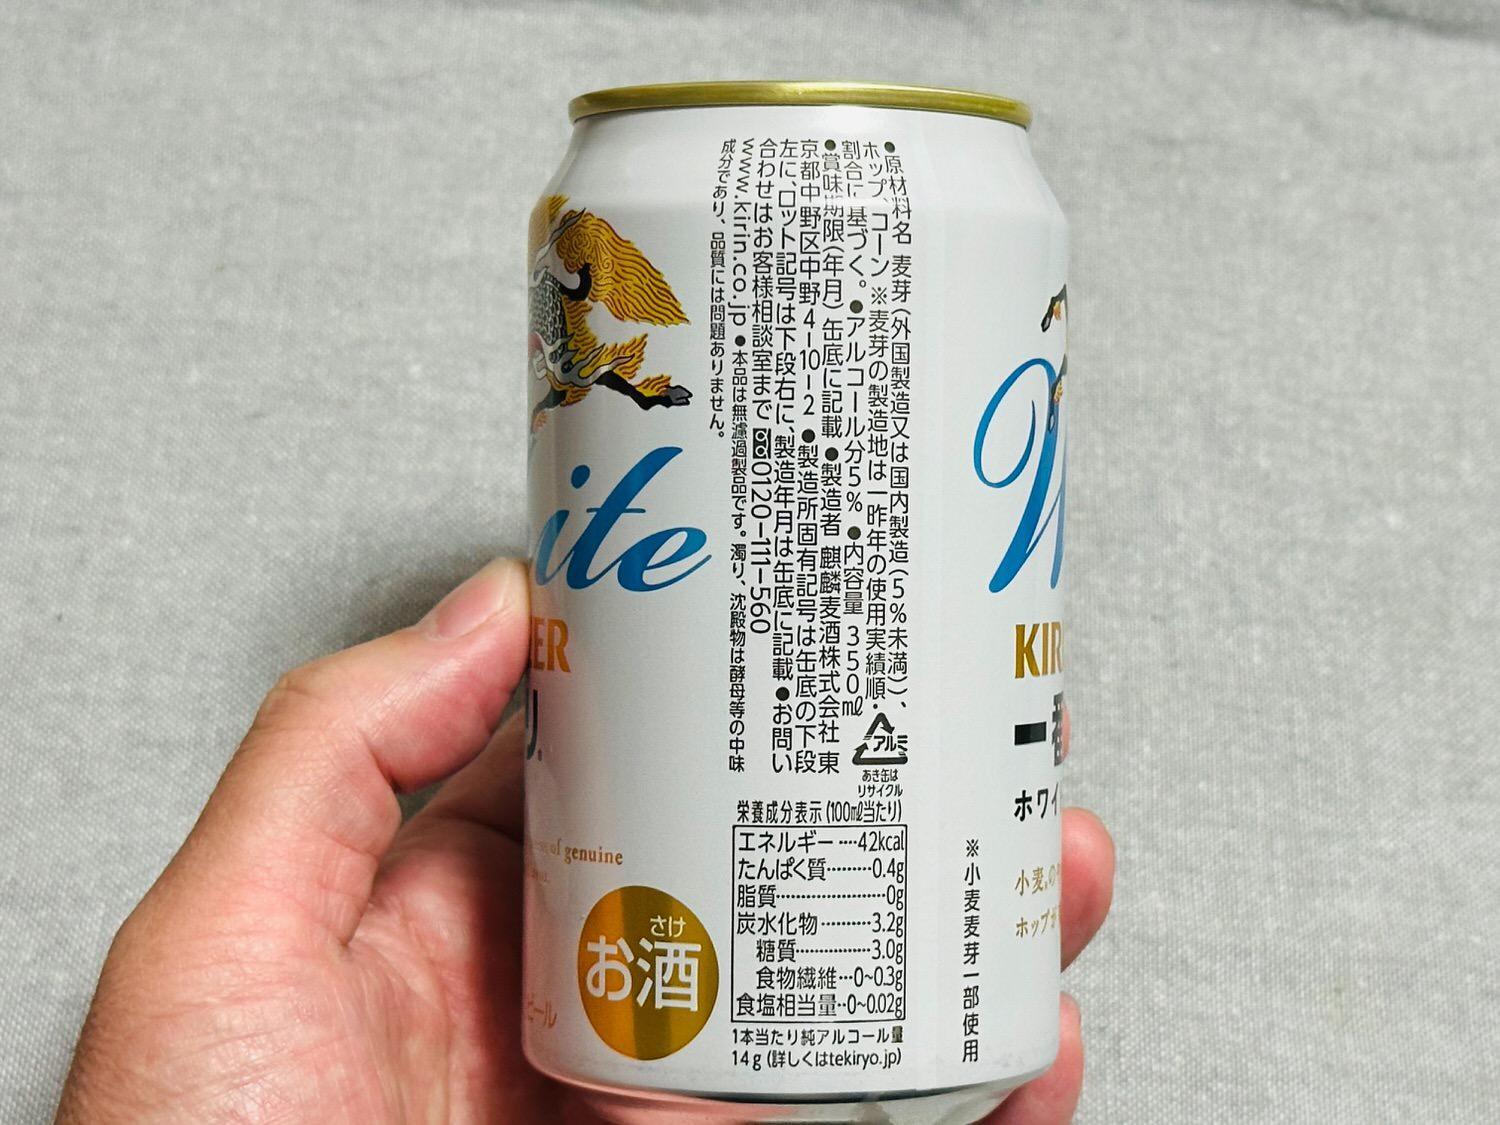 ●原材料名 麦芽(外国製造又は国内製造(5%未満))、
ホップ、コーン ※麦芽の製造地は一昨年の使用実績順・
割合に基づく。●アルコール分5% ●内容量 350㎖
●賞味期限(年月)缶底に記載 ●製造者 麒麟麦酒株式会社 東
京都中野区中野4-10-2 ●製造所固有記号は缶底の下段
左に、ロット記号は下段右に、製造年月は缶底に記載 ●お問い
合わせはお客様相談室まで 0120-111-560
www.kirin.co.jp ●本品は無濾過製品です。濁り、沈殿物は酵母等の中味
成分であり、品質には問題ありません。
アルミ
あき缶は
リサイクル
栄養成分表示(100㎖当たり)
エネルギー‥‥42kcal
たんぱく質………0.4g
脂質………………0g
炭水化物…………3.2g
糖質………………3.0g
食物繊維…0~0.3g
食塩相当量‥0~0.02g
1本当たり純アルコール量
14g(詳しくはtekiryo.jp)
ite
り。
of genuine
さけ
お酒
ール
※小麦麦芽一部使用
W
KIR
一番
ホワイ
小麦の
ホップが